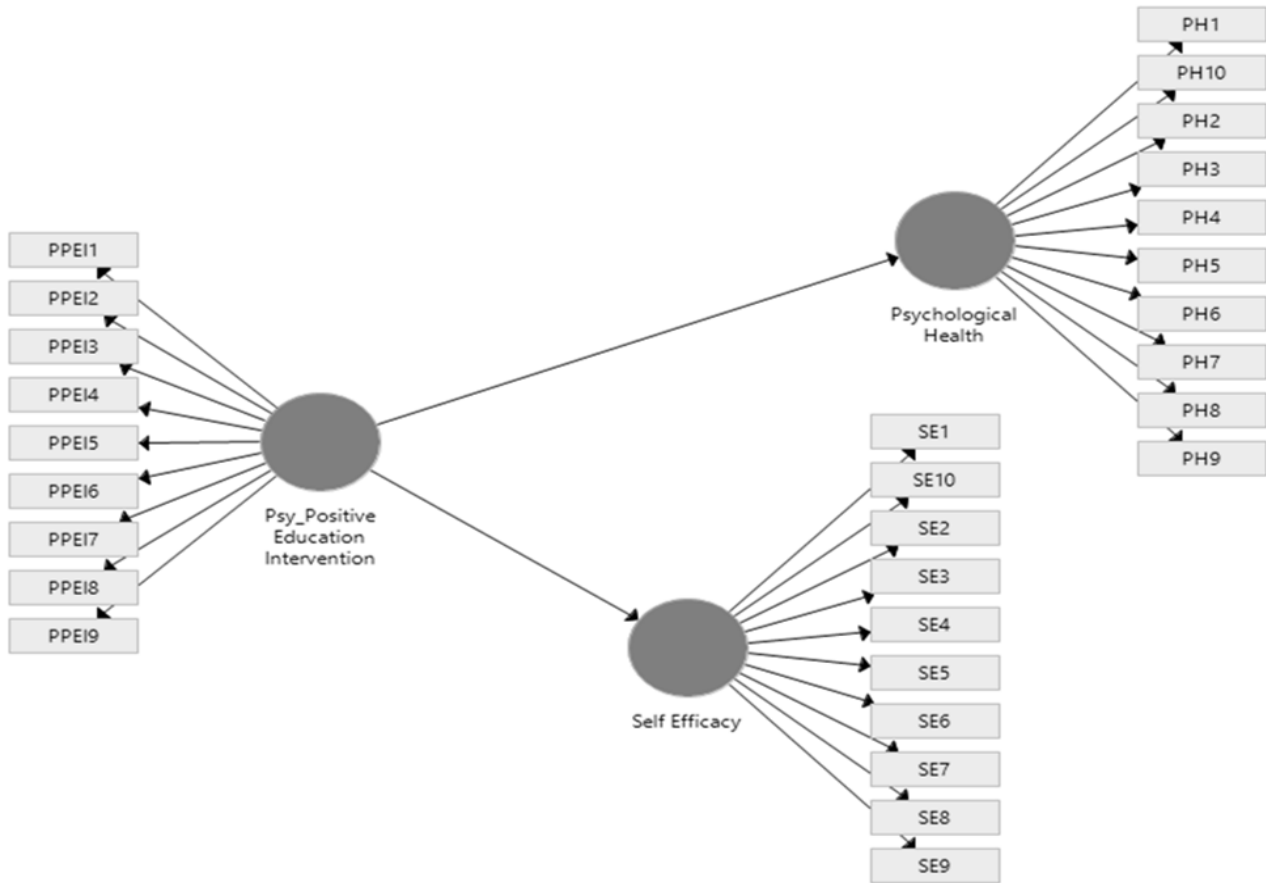 PPEI1
PPEI2
PPEI3
PPEI4
PPEI5
PPEI6
PPEI7
PPEI8
PPEI9
Psy_Positive
Education
Intervention
Psychological
Health
PH1
PH10
PH2
PH3
PH4
PH5
PH6
PH7
PH8
PH9
Self Efficacy
SE1
SE10
SE2
SE3
SE4
SE5
SE6
SE7
SE8
SE9